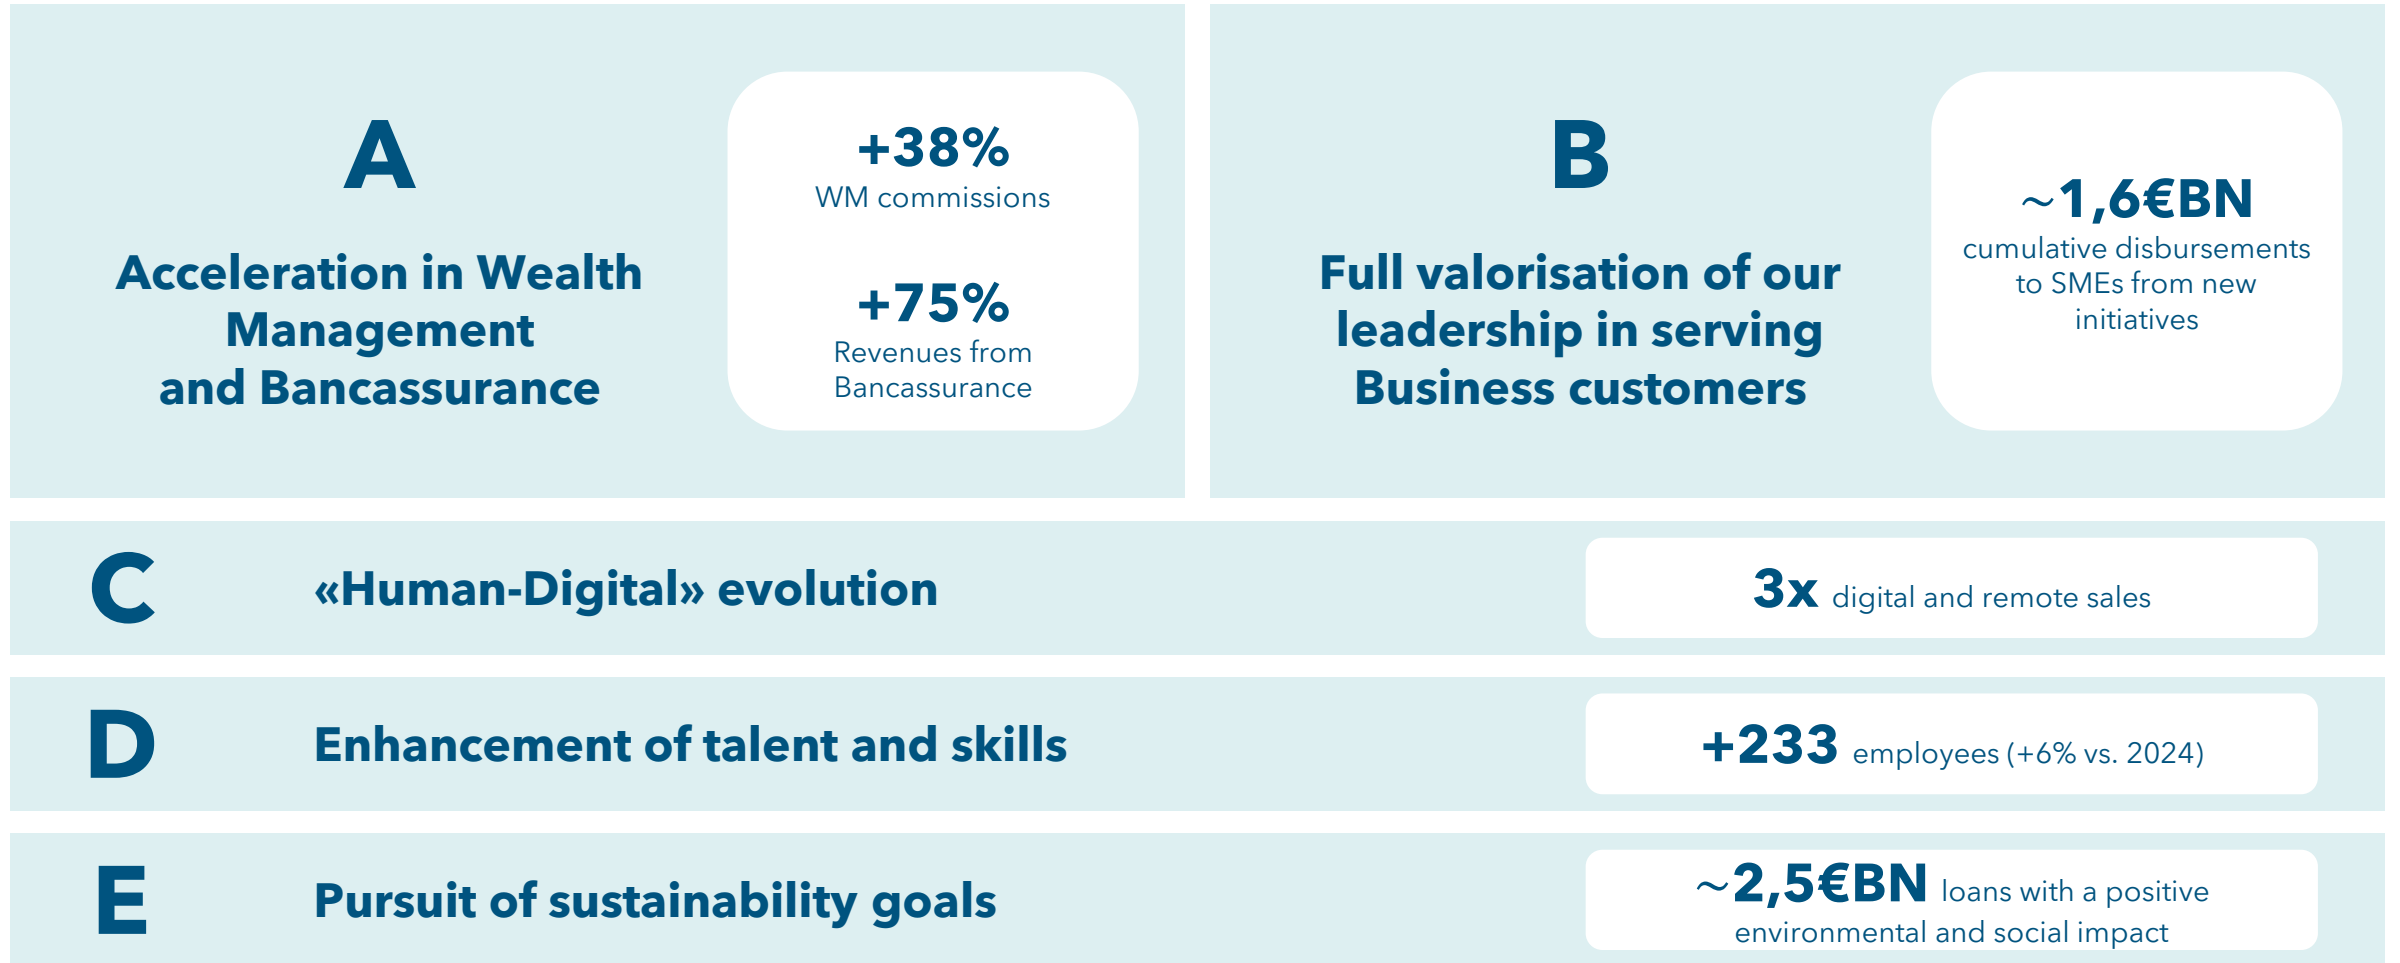 A
Acceleration in Wealth
Management
and Bancassurance
+38%
WM commissions
+75%
Revenues from
Bancassurance
B
Full valorisation of our
leadership in serving
Business customers
~1,6€BN
cumulative disbursements
to SMEs from new
initiatives
C
«Human-Digital» evolution
3x digital and remote sales
D
Enhancement of talent and skills
+233 employees (+6% vs. 2024)
E
Pursuit of sustainability goals
~2,5€BN loans with a positive
environmental and social impact